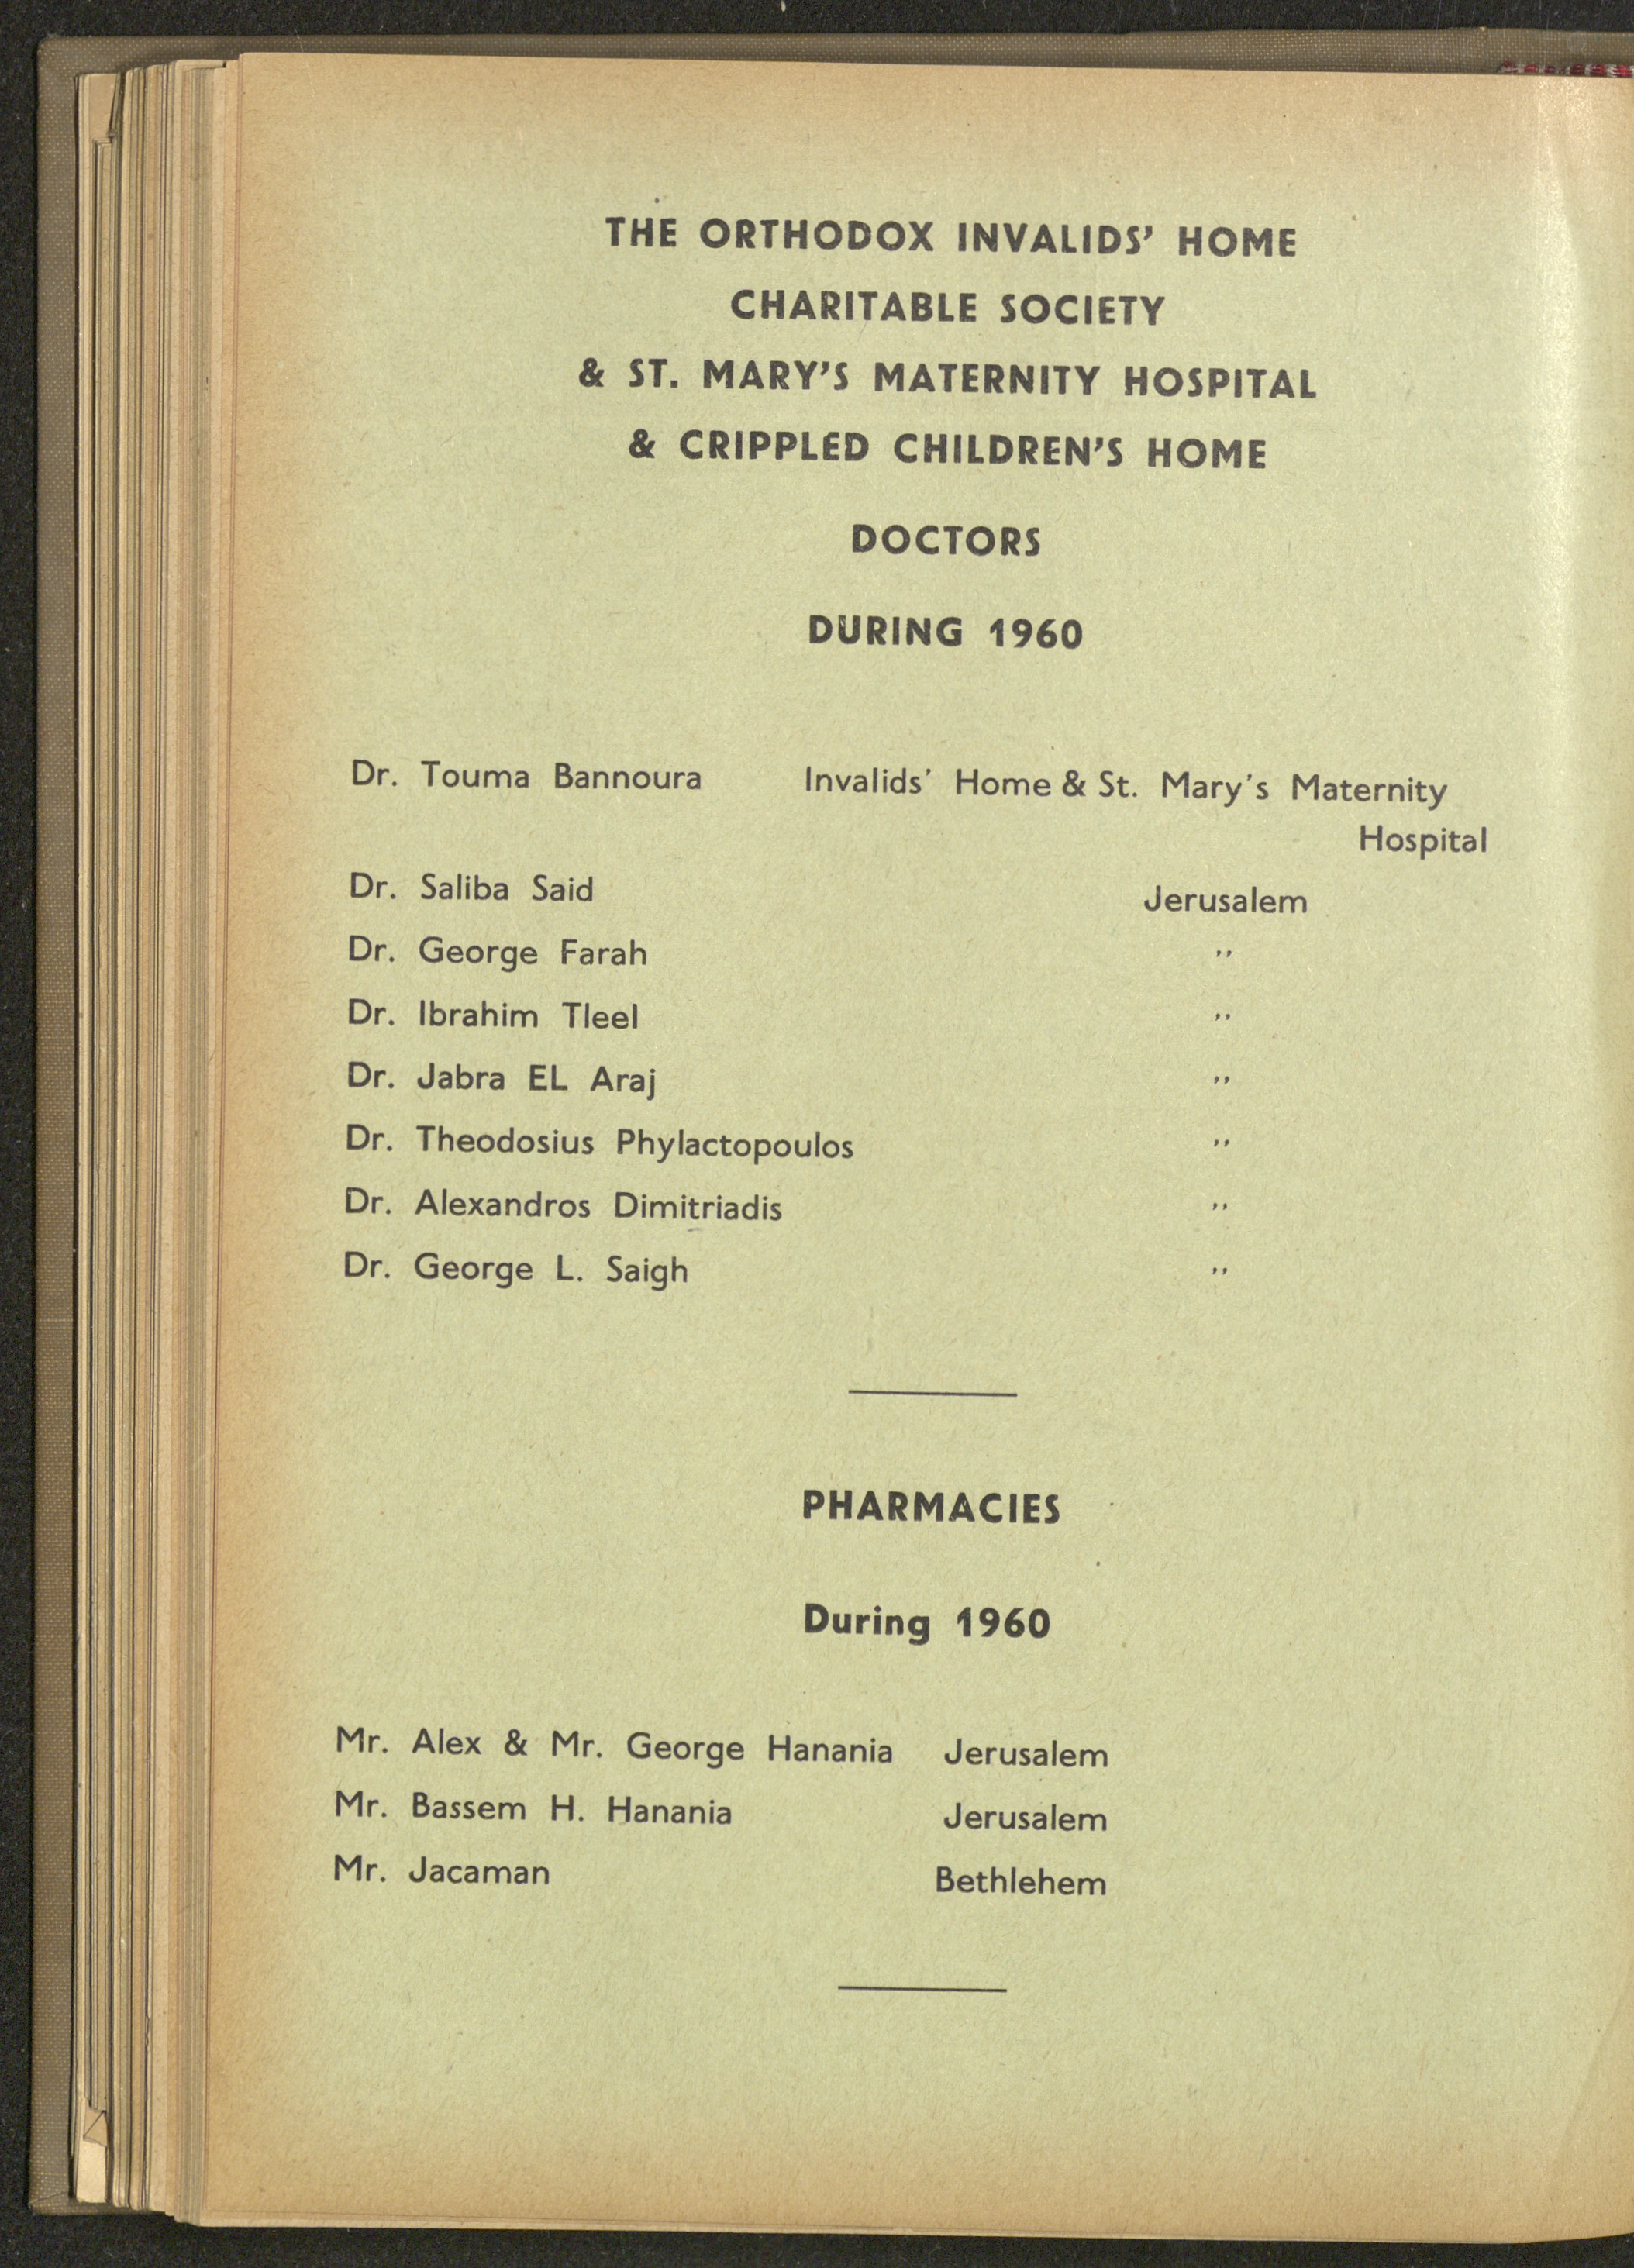 THE ORTHODOX INVALIDS' HOME
CHARITABLE SOCIETY
& ST. MARY'S MATERNITY HOSPITAL
& CRIPPLED CHILDREN'S HOME
DOCTORS
DURING 1960
Dr. Touma Bannoura Invalids' Home & St. Mary's Maternity
Hospital
Dr. Saliba Said Jerusalem
Dr. George Farah ,,
Dr. Ibrahim Tleel ,,
Dr. Jabra EL Araj ,,
Dr. Theodosius Phylactopoulos ,,
Dr. Alexandros Dimitriadis ,,
Dr. George L. Saigh ,,
PHARMACIES
During 1960
Mr. Alex & Mr. George Hanania Jerusalem
Mr. Bassem H. Hanania Jerusalem
Mr. Jacaman Bethlehem